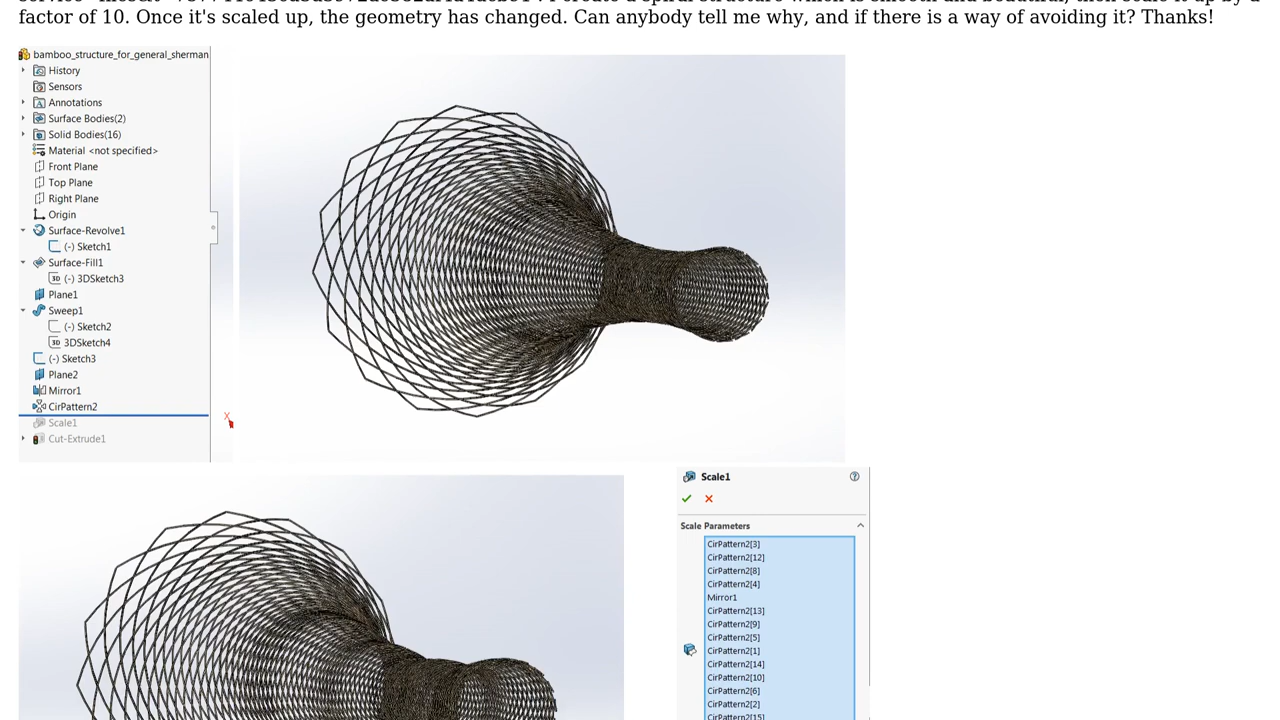 factor of 10. Once it's scaled up, the geometry has changed. Can anybody tell me why, and if there is a way of avoiding it? Thanks!
bamboo_structure_for_general_sherman
History
Sensors
Annotations
Surface Bodies(2)
Solid Bodies(16)
Material <not specified>
Front Plane
Top Plane
Right Plane
Origin
Surface-Revolve1
(-) Sketch1
Surface-Fill1
3D (-) 3DSketch3
Plane1
Sweep1
(-) Sketch2
3D 3DSketch4
(-) Sketch3
Plane2
Mirror1
CirPattern2
Scale1
Cut-Extrude1
Scale1
Scale Parameters
CirPattern2[3]
CirPattern2[12]
CirPattern2[8]
CirPattern2[4]
Mirror1
CirPattern2[13]
CirPattern2[9]
CirPattern2[5]
CirPattern2[1]
CirPattern2[14]
CirPattern2[10]
CirPattern2[6]
CirPattern2[2]
CirPattern2[15]